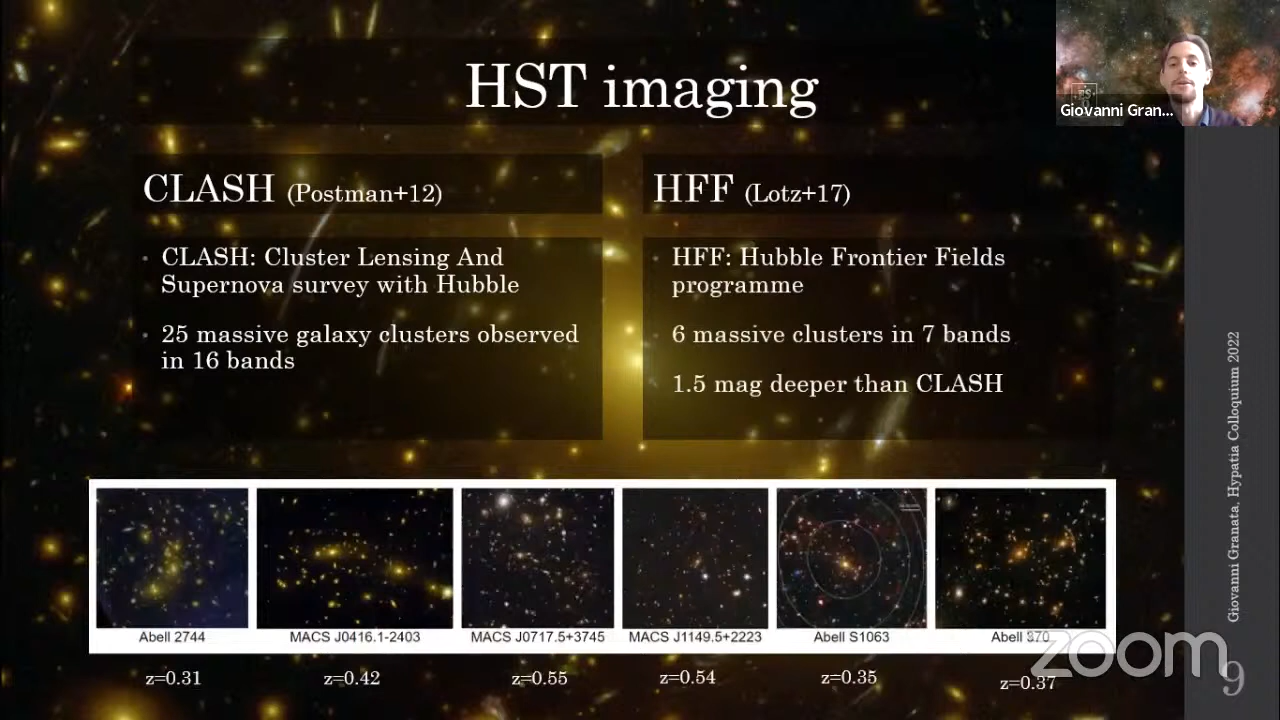 HST imaging
Giovanni Gran...
CLASH (Postman+12)
CLASH: Cluster Lensing And
Supernova survey with Hubble
25 massive galaxy clusters observed
in 16 bands
HFF (Lotz+17)
HFF: Hubble Frontier Fields
programme
6 massive clusters in 7 bands
1.5 mag deeper than CLASH
Abell 2744
MACS J0416.1-2403
MACS J0717.5+3745
MACS J1149.5+2223
Abell S1063
Abell 370
z=0.31
z=0.42
z=0.55
z=0.54
z=0.35
z=0.37
Giovanni Granata, Hypatia Colloquium 2022
zoom
9